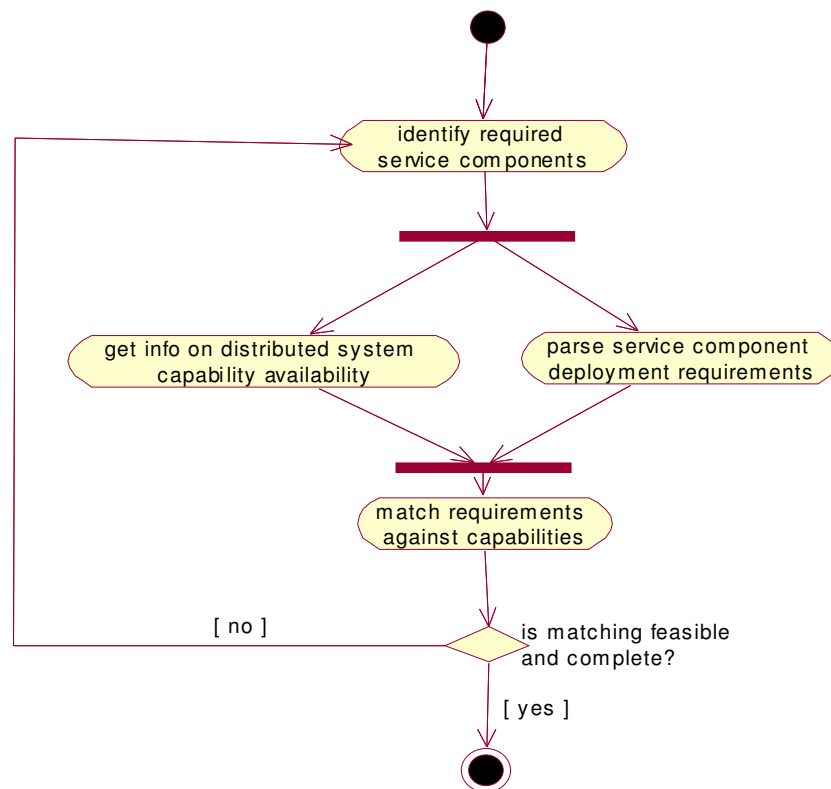 identify required
service components
get info on distributed system
capability availability
parse service component
deployment requirements
match requirements
against capabilities
[ no ]
is matching feasible
and complete?
[ yes ]